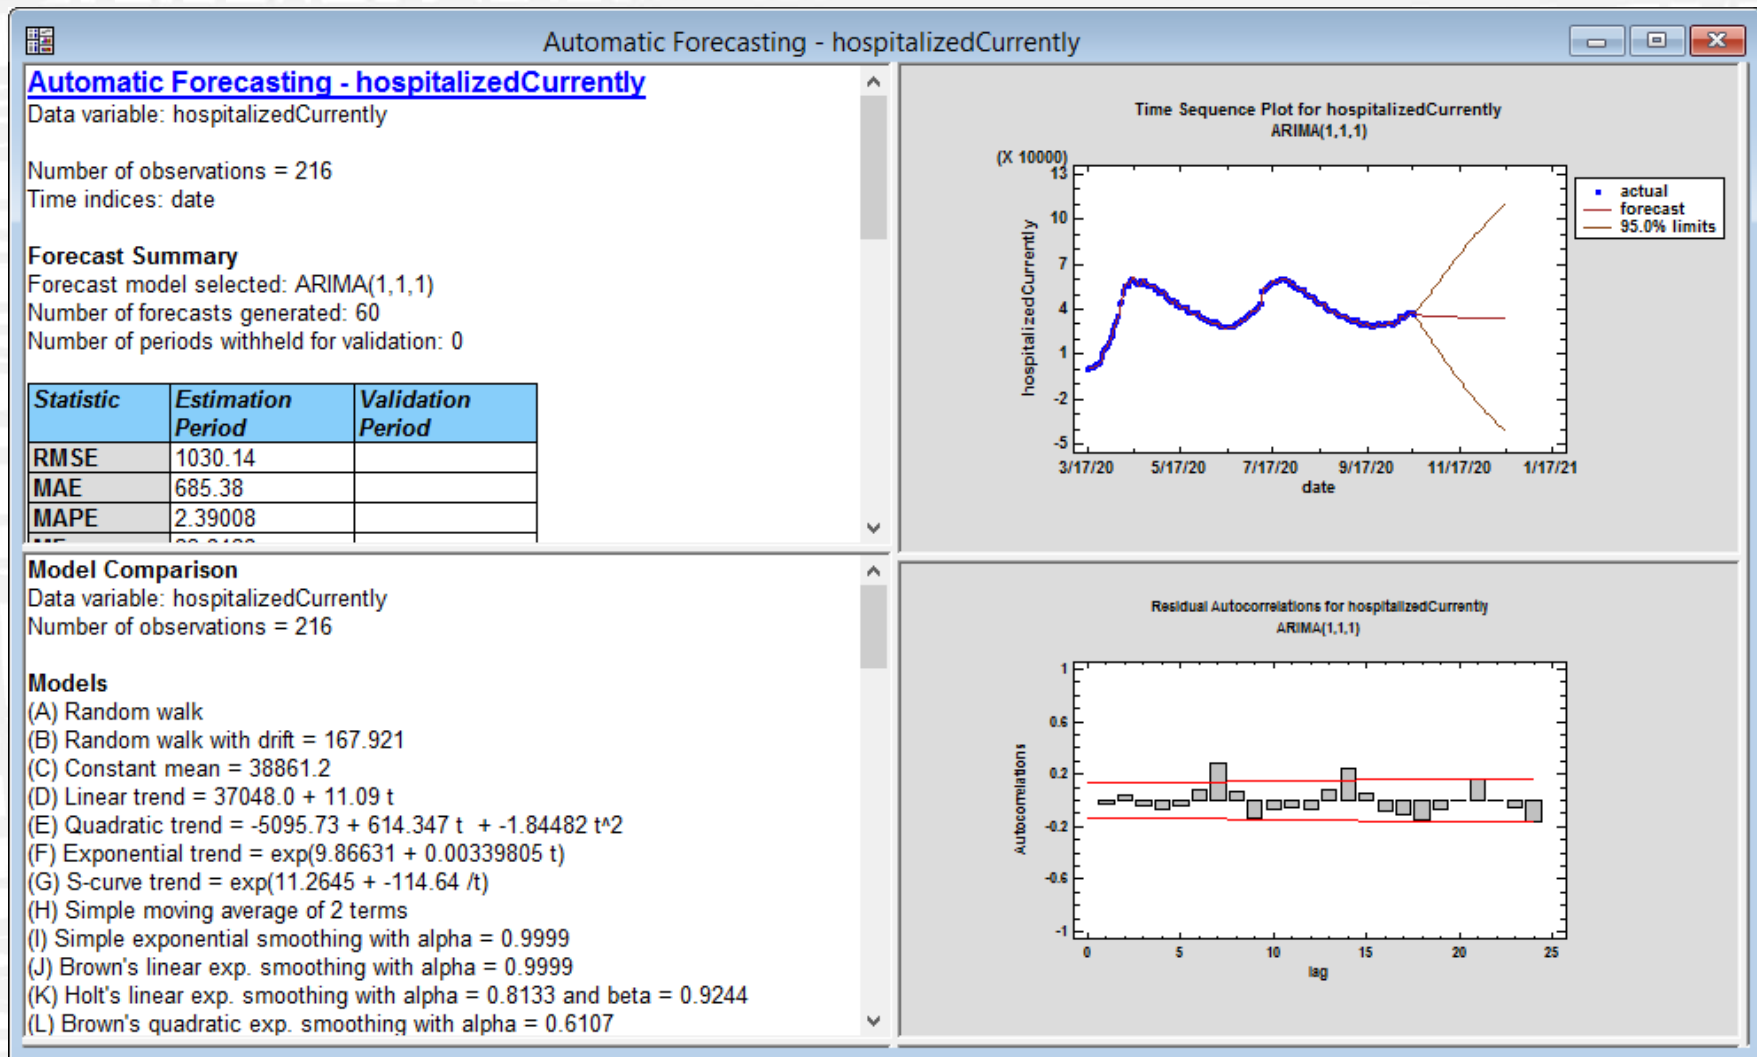 Automatic Forecasting - hospitalizedCurrently
Automatic Forecasting - hospitalizedCurrently
Data variable: hospitalizedCurrently
Number of observations = 216
Time indices: date
Forecast Summary
Forecast model selected: ARIMA(1,1,1)
Number of forecasts generated: 60
Number of periods withheld for validation: 0
Statistic Estimation Period Validation Period
RMSE 1030.14
MAE 685.38
MAPE 2.39008
Model Comparison
Data variable: hospitalizedCurrently
Number of observations = 216
Models
(A) Random walk
(B) Random walk with drift = 167.921
(C) Constant mean = 38861.2
(D) Linear trend = 37048.0 + 11.09 t
(E) Quadratic trend = -5095.73 + 614.347 t + -1.84482 t^2
(F) Exponential trend = exp(9.86631 + 0.00339805 t)
(G) S-curve trend = exp(11.2645 + -114.64 /t)
(H) Simple moving average of 2 terms
(I) Simple exponential smoothing with alpha = 0.9999
(J) Brown's linear exp. smoothing with alpha = 0.9999
(K) Holt's linear exp. smoothing with alpha = 0.8133 and beta = 0.9244
(L) Brown's quadratic exp. smoothing with alpha = 0.6107
Time Sequence Plot for hospitalizedCurrently
ARIMA(1,1,1)
(X 10000)
13
10
7
4
1
-2
-5
hospitalizedCurrently
3/17/20 5/17/20 7/17/20 9/17/20 11/17/20 1/17/21
date
actual
forecast
95.0% limits
Residual Autocorrelations for hospitalizedCurrently
ARIMA(1,1,1)
1
0.6
0.2
-0.2
-0.6
-1
Autocorrelations
0 5 10 15 20 25
lag